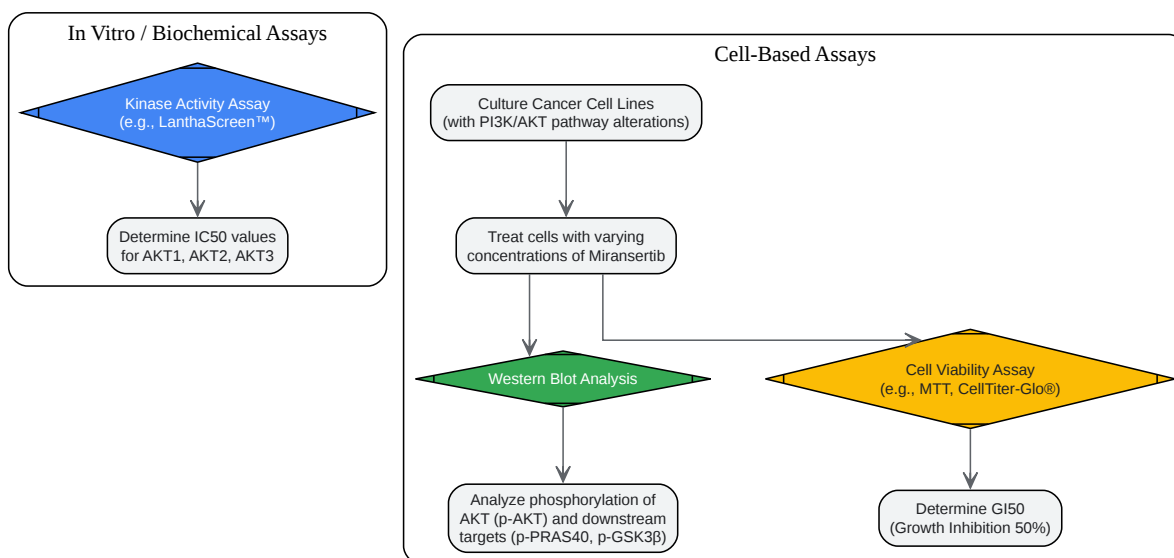 In Vitro / Biochemical Assays
Kinase Activity Assay
(e.g., LanthaScreen™)
Determine IC50 values
for AKT1, AKT2, AKT3
Cell-Based Assays
Culture Cancer Cell Lines
(with PI3K/AKT pathway alterations)
Treat cells with varying
concentrations of Miransertib
Western Blot Analysis
Cell Viability Assay
(e.g., MTT, CellTiter-Glo®)
Analyze phosphorylation of
AKT (p-AKT) and downstream
targets (p-PRAS40, p-GSK3β)
Determine GI50
(Growth Inhibition 50%)